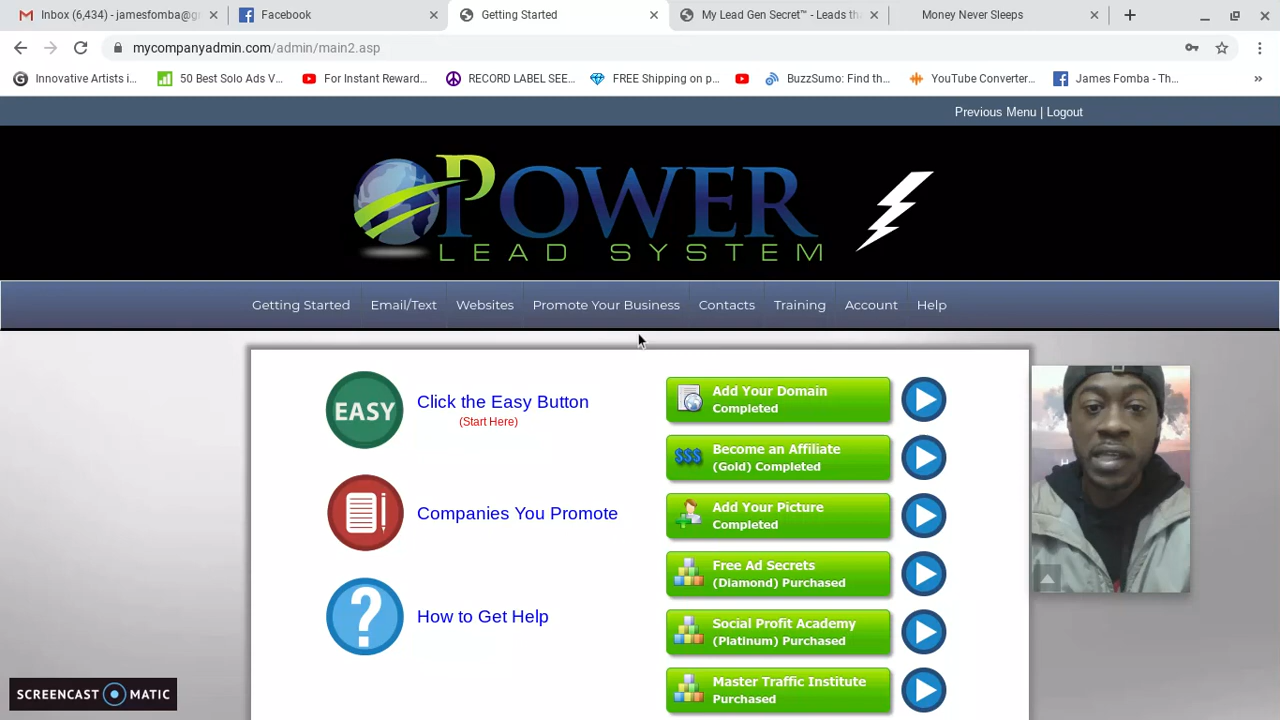 Inbox (6,434) - jamesfomba@g
Facebook
Getting Started
My Lead Gen Secret™ - Leads tha
Money Never Sleeps
mycompanyadmin.com/admin/main2.asp
Innovative Artists i...
50 Best Solo Ads V...
For Instant Reward...
RECORD LABEL SEE...
FREE Shipping on p...
BuzzSumo: Find th...
YouTube Converter...
James Fomba - Th...
Previous Menu | Logout
POWER
LEAD SYSTEM
Getting Started
Email/Text
Websites
Promote Your Business
Contacts
Training
Account
Help
EASY
Click the Easy Button
(Start Here)
Companies You Promote
?
How to Get Help
Add Your Domain
Completed
$$$
Become an Affiliate
(Gold) Completed
Add Your Picture
Completed
Free Ad Secrets
(Diamond) Purchased
Social Profit Academy
(Platinum) Purchased
Master Traffic Institute
Purchased
SCREENCAST MATIC